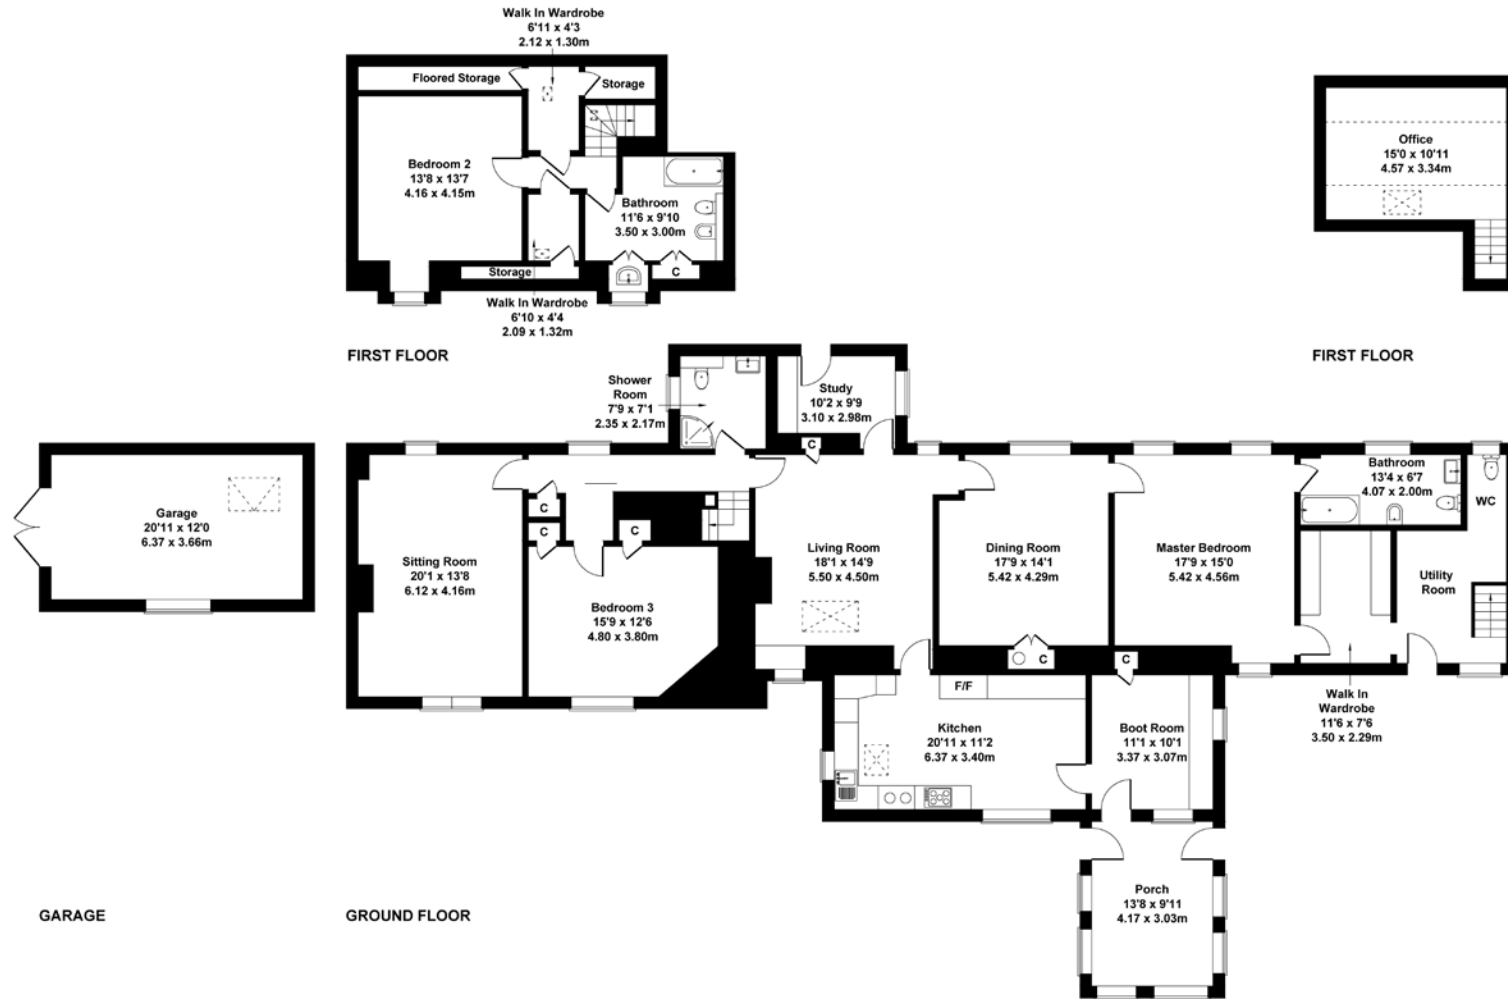 Walk In Wardrobe
6'11 x 4'3
2.12 x 1.30m
Floored Storage
Storage
Bedroom 2
13'8 x 13'7
4.16 x 4.15m
Bathroom
11'6 x 9'10
3.50 x 3.00m
Storage
C
Walk In Wardrobe
6'10 x 4'4
2.09 x 1.32m
FIRST FLOOR
Office
15'0 x 10'11
4.57 x 3.34m
FIRST FLOOR
Shower
Room
7'9 x 7'1
2.35 x 2.17m
Study
10'2 x 9'9
3.10 x 2.98m
C
Garage
20'11 x 12'0
6.37 x 3.66m
Sitting Room
20'1 x 13'8
6.12 x 4.16m
C
C
C
Bedroom 3
15'9 x 12'6
4.80 x 3.80m
Living Room
18'1 x 14'9
5.50 x 4.50m
Dining Room
17'9 x 14'1
5.42 x 4.29m
C
Master Bedroom
17'9 x 15'0
5.42 x 4.56m
Bathroom
13'4 x 6'7
4.07 x 2.00m
WC
Utility
Room
C
F/F
Kitchen
20'11 x 11'2
6.37 x 3.40m
Boot Room
11'1 x 10'1
3.37 x 3.07m
Walk In
Wardrobe
11'6 x 7'6
3.50 x 2.29m
Porch
13'8 x 9'11
4.17 x 3.03m
GARAGE
GROUND FLOOR